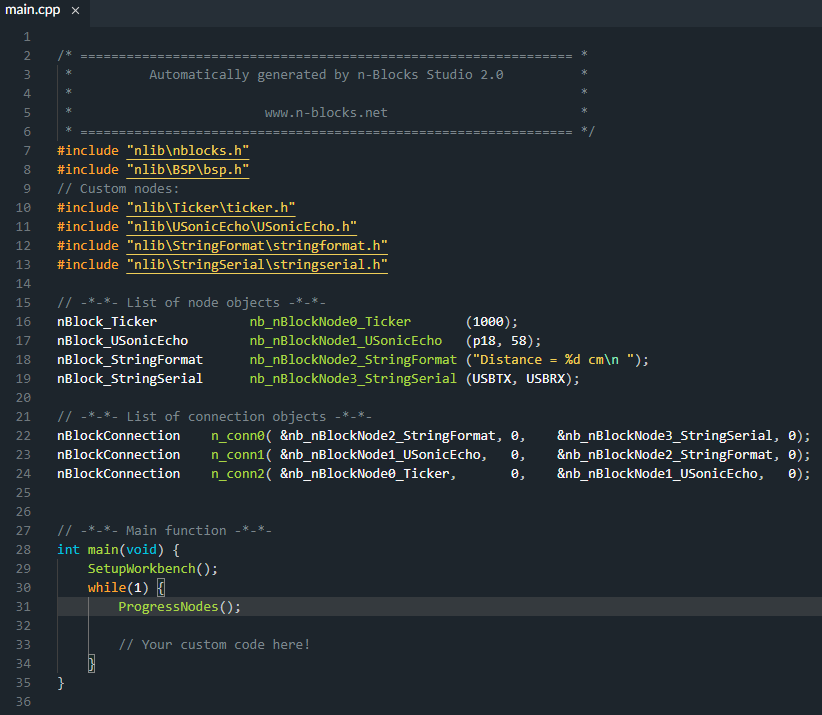 main.cpp ×
1
2 /* ================================================================ *
3  *          Automatically generated by n-Blocks Studio 2.0          *
4  *                                                                  *
5  *                         www.n-blocks.net                         *
6  * ================================================================ */
7 #include "nlib\nblocks.h"
8 #include "nlib\BSP\bsp.h"
9 // Custom nodes:
10 #include "nlib\Ticker\ticker.h"
11 #include "nlib\USonicEcho\USonicEcho.h"
12 #include "nlib\StringFormat\stringformat.h"
13 #include "nlib\StringSerial\stringserial.h"
14
15 // -*-*- List of node objects -*-*-
16 nBlock_Ticker            nb_nBlockNode0_Ticker       (1000);
17 nBlock_USonicEcho        nb_nBlockNode1_USonicEcho   (p18, 58);
18 nBlock_StringFormat      nb_nBlockNode2_StringFormat ("Distance = %d cm\n ");
19 nBlock_StringSerial      nb_nBlockNode3_StringSerial (USBTX, USBRX);
20
21 // -*-*- List of connection objects -*-*-
22 nBlockConnection    n_conn0( &nb_nBlockNode2_StringFormat, 0,    &nb_nBlockNode3_StringSerial, 0);
23 nBlockConnection    n_conn1( &nb_nBlockNode1_USonicEcho,   0,    &nb_nBlockNode2_StringFormat, 0);
24 nBlockConnection    n_conn2( &nb_nBlockNode0_Ticker,       0,    &nb_nBlockNode1_USonicEcho,   0);
25
26
27 // -*-*- Main function -*-*-
28 int main(void) {
29     SetupWorkbench();
30     while(1) {
31         ProgressNodes();
32
33         // Your custom code here!
34     }
35 }
36